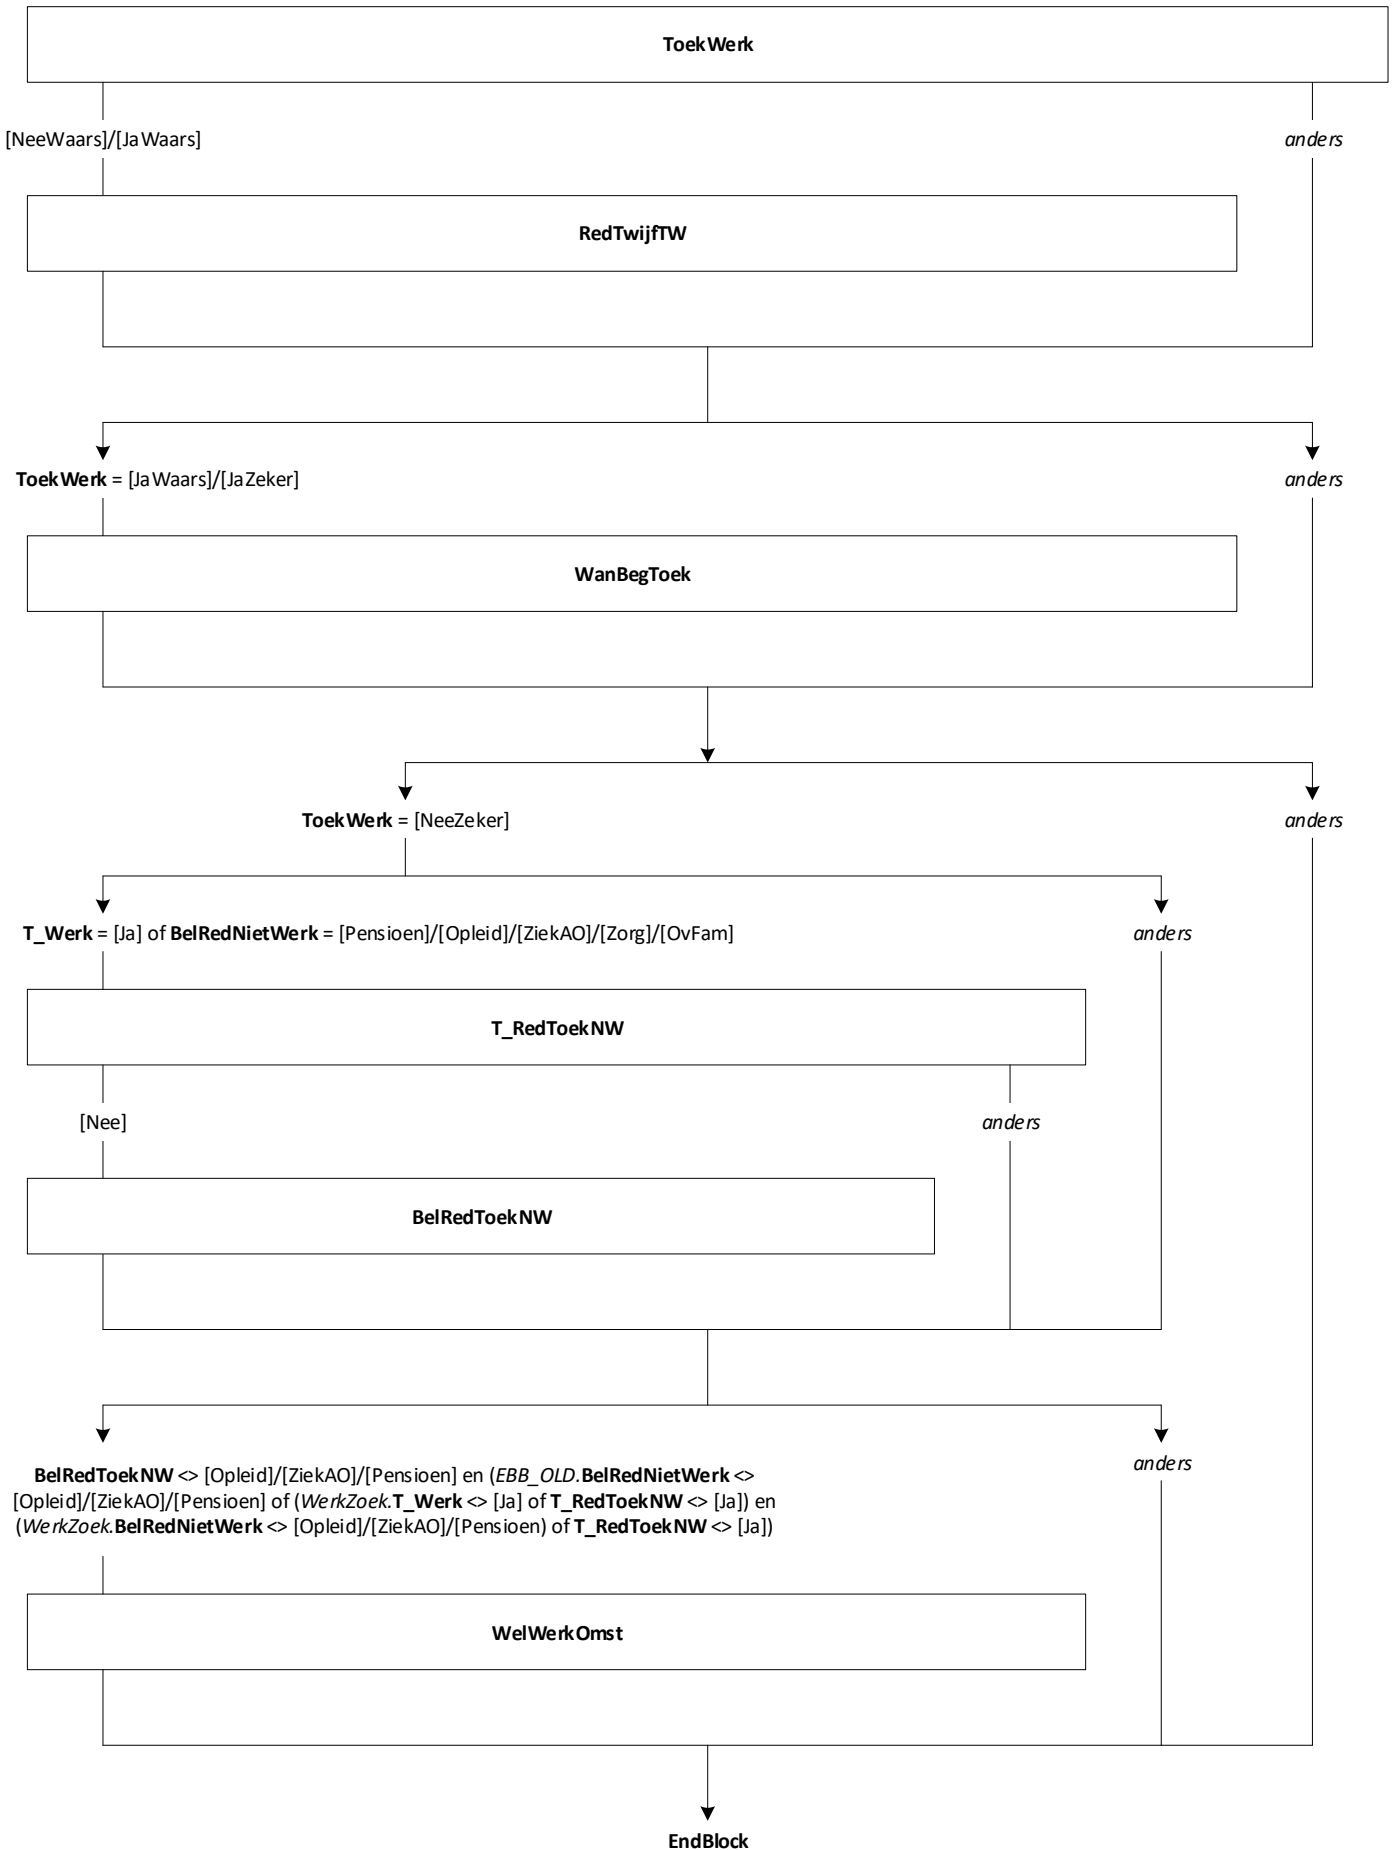 ToekWerk
[NeeWaars]/[JaWaars]
anders
RedTwijfTW
ToekWerk = [JaWaars]/[JaZeker]
anders
WanBegToek
ToekWerk = [NeeZeker]
anders
T_Werk = [Ja] of BelRedNietWerk = [Pensioen]/[Opleid]/[ZiekAO]/[Zorg]/[OvFam]
anders
T_RedToekNW
[Nee]
anders
BelRedToekNW
BelRedToekNW <> [Opleid]/[ZiekAO]/[Pensioen] en (EBB_OLD.BelRedNietWerk <>
[Opleid]/[ZiekAO]/[Pensioen] of (WerkZoek.T_Werk <> [Ja] of T_RedToekNW <> [Ja]) en
(WerkZoek.BelRedNietWerk <> [Opleid]/[ZiekAO]/[Pensioen) of T_RedToekNW <> [Ja])
anders
WelWerkOmst
EndBlock